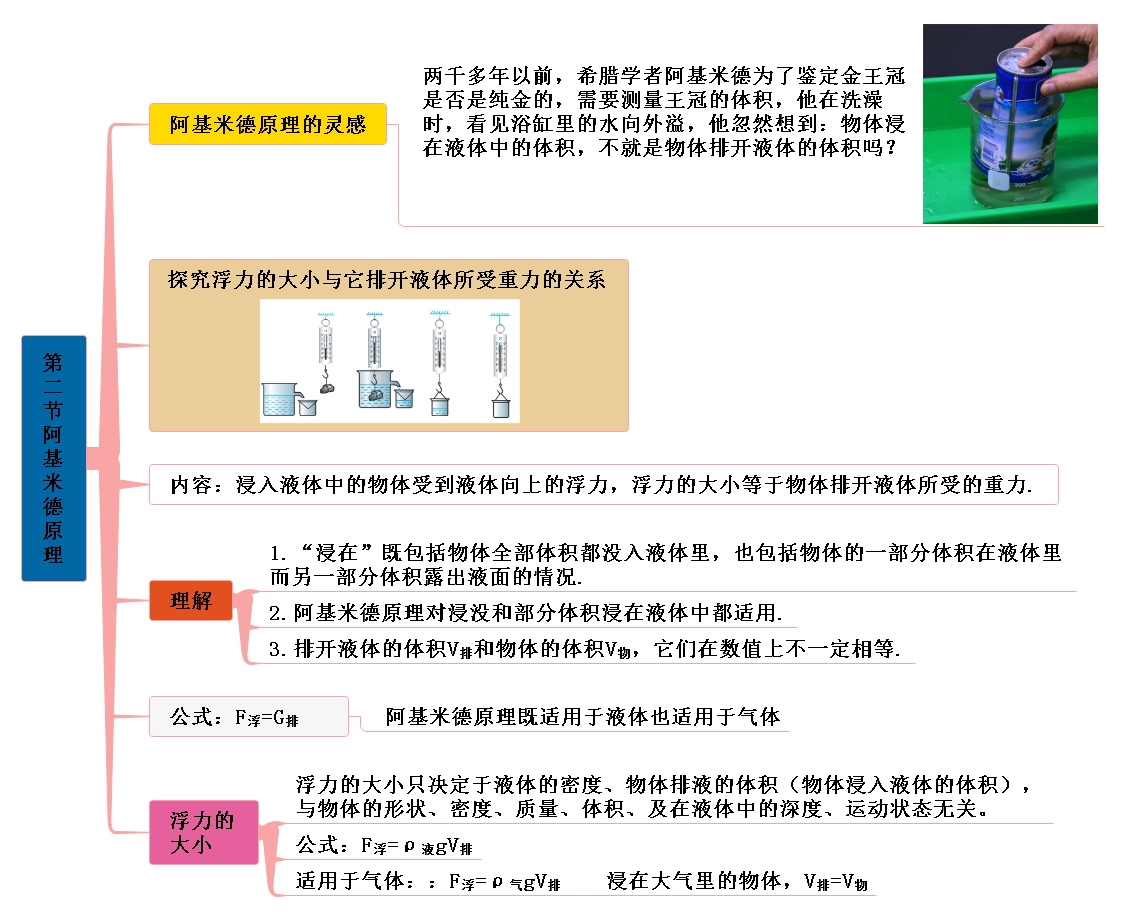 两千多年以前，希腊学者阿基米德为了鉴定金王冠
是否是纯金的，需要测量王冠的体积，他在洗澡
时，看见浴缸里的水向外溢，他忽然想到：物体浸
在液体中的体积，不就是物体排开液体的体积吗？
阿基米德原理的灵感
探究浮力的大小与它排开液体所受重力的关系
第二节阿基米德原理
内容：浸入液体中的物体受到液体向上的浮力，浮力的大小等于物体排开液体所受的重力.
理解
1.“浸在”既包括物体全部体积都没入液体里，也包括物体的一部分体积在液体里
而另一部分体积露出液面的情况.
2.阿基米德原理对浸没和部分体积浸在液体中都适用.
3.排开液体的体积V排和物体的体积V物，它们在数值上不一定相等.
公式：F浮=G排
阿基米德原理既适用于液体也适用于气体
浮力的
大小
浮力的大小只决定于液体的密度、物体排液的体积（物体浸入液体的体积），
与物体的形状、密度、质量、体积、及在液体中的深度、运动状态无关。
公式：F浮=ρ液gV排
适用于气体：：F浮=ρ气gV排 浸在大气里的物体，V排=V物